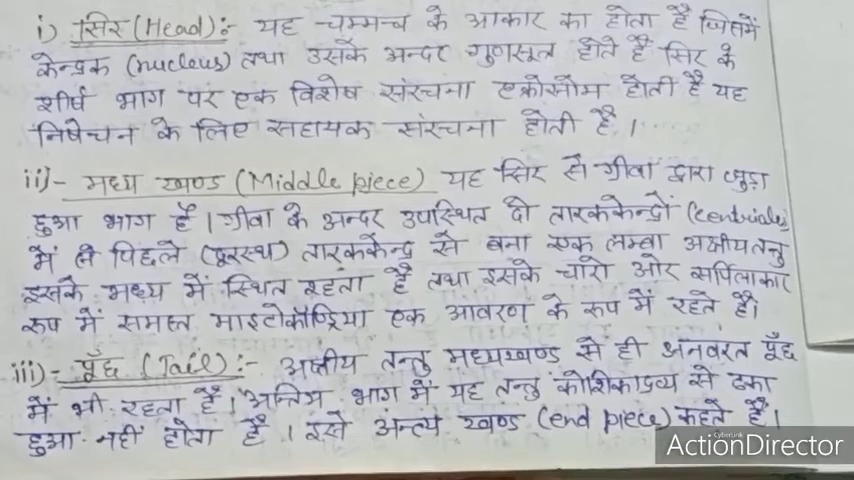 i) सिर (Head):- यह चम्मच के आकार का होता है जिसमें
केन्द्रक (nucleus) तथा उसके अन्दर गुणसूत्र होते हैं सिर के
शीर्ष भाग पर एक विशेष संरचना एक्रोसोम होती है यह
निषेचन के लिए सहायक संरचना होती है।
ii)- मध्य खण्ड (Middle piece) यह सिर से ग्रीवा द्वारा जुड़ा
हुआ भाग है। ग्रीवा के अन्दर उपस्थित दो तारककेन्द्रों (centrioles)
में से पिछले (दूरस्थ) तारककेन्द्र से बना एक लम्बा अक्षीयतन्तु
इसके मध्य में स्थित रहता है तथा इसके चारो ओर सर्पिलाकार
रूप में समस्त माइटोकॉण्ड्रिया एक आवरण के रूप में रहते है।
iii)- पूँछ (Tail):- अक्षीय तन्तु मध्यखण्ड से ही अनवरत पूँछ
में भी रहता है। अन्तिम भाग में यह तन्तु कोशिकाद्रव्य से ढका
हुआ नहीं होता है। इसे अन्त्य खण्ड (end piece) कहते है।
CyberLink
ActionDirector